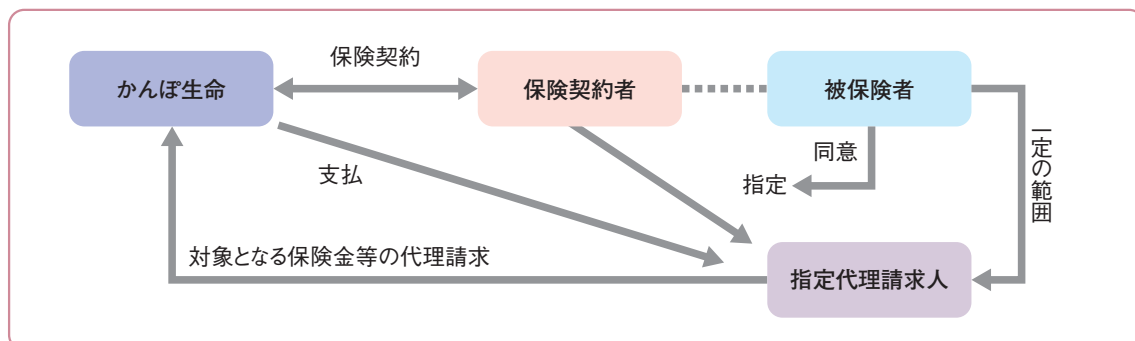 保険契約
かんぽ生命
保険契約者
被保険者
同意
指定
支払
一定の範囲
対象となる保険金等の代理請求
指定代理請求人